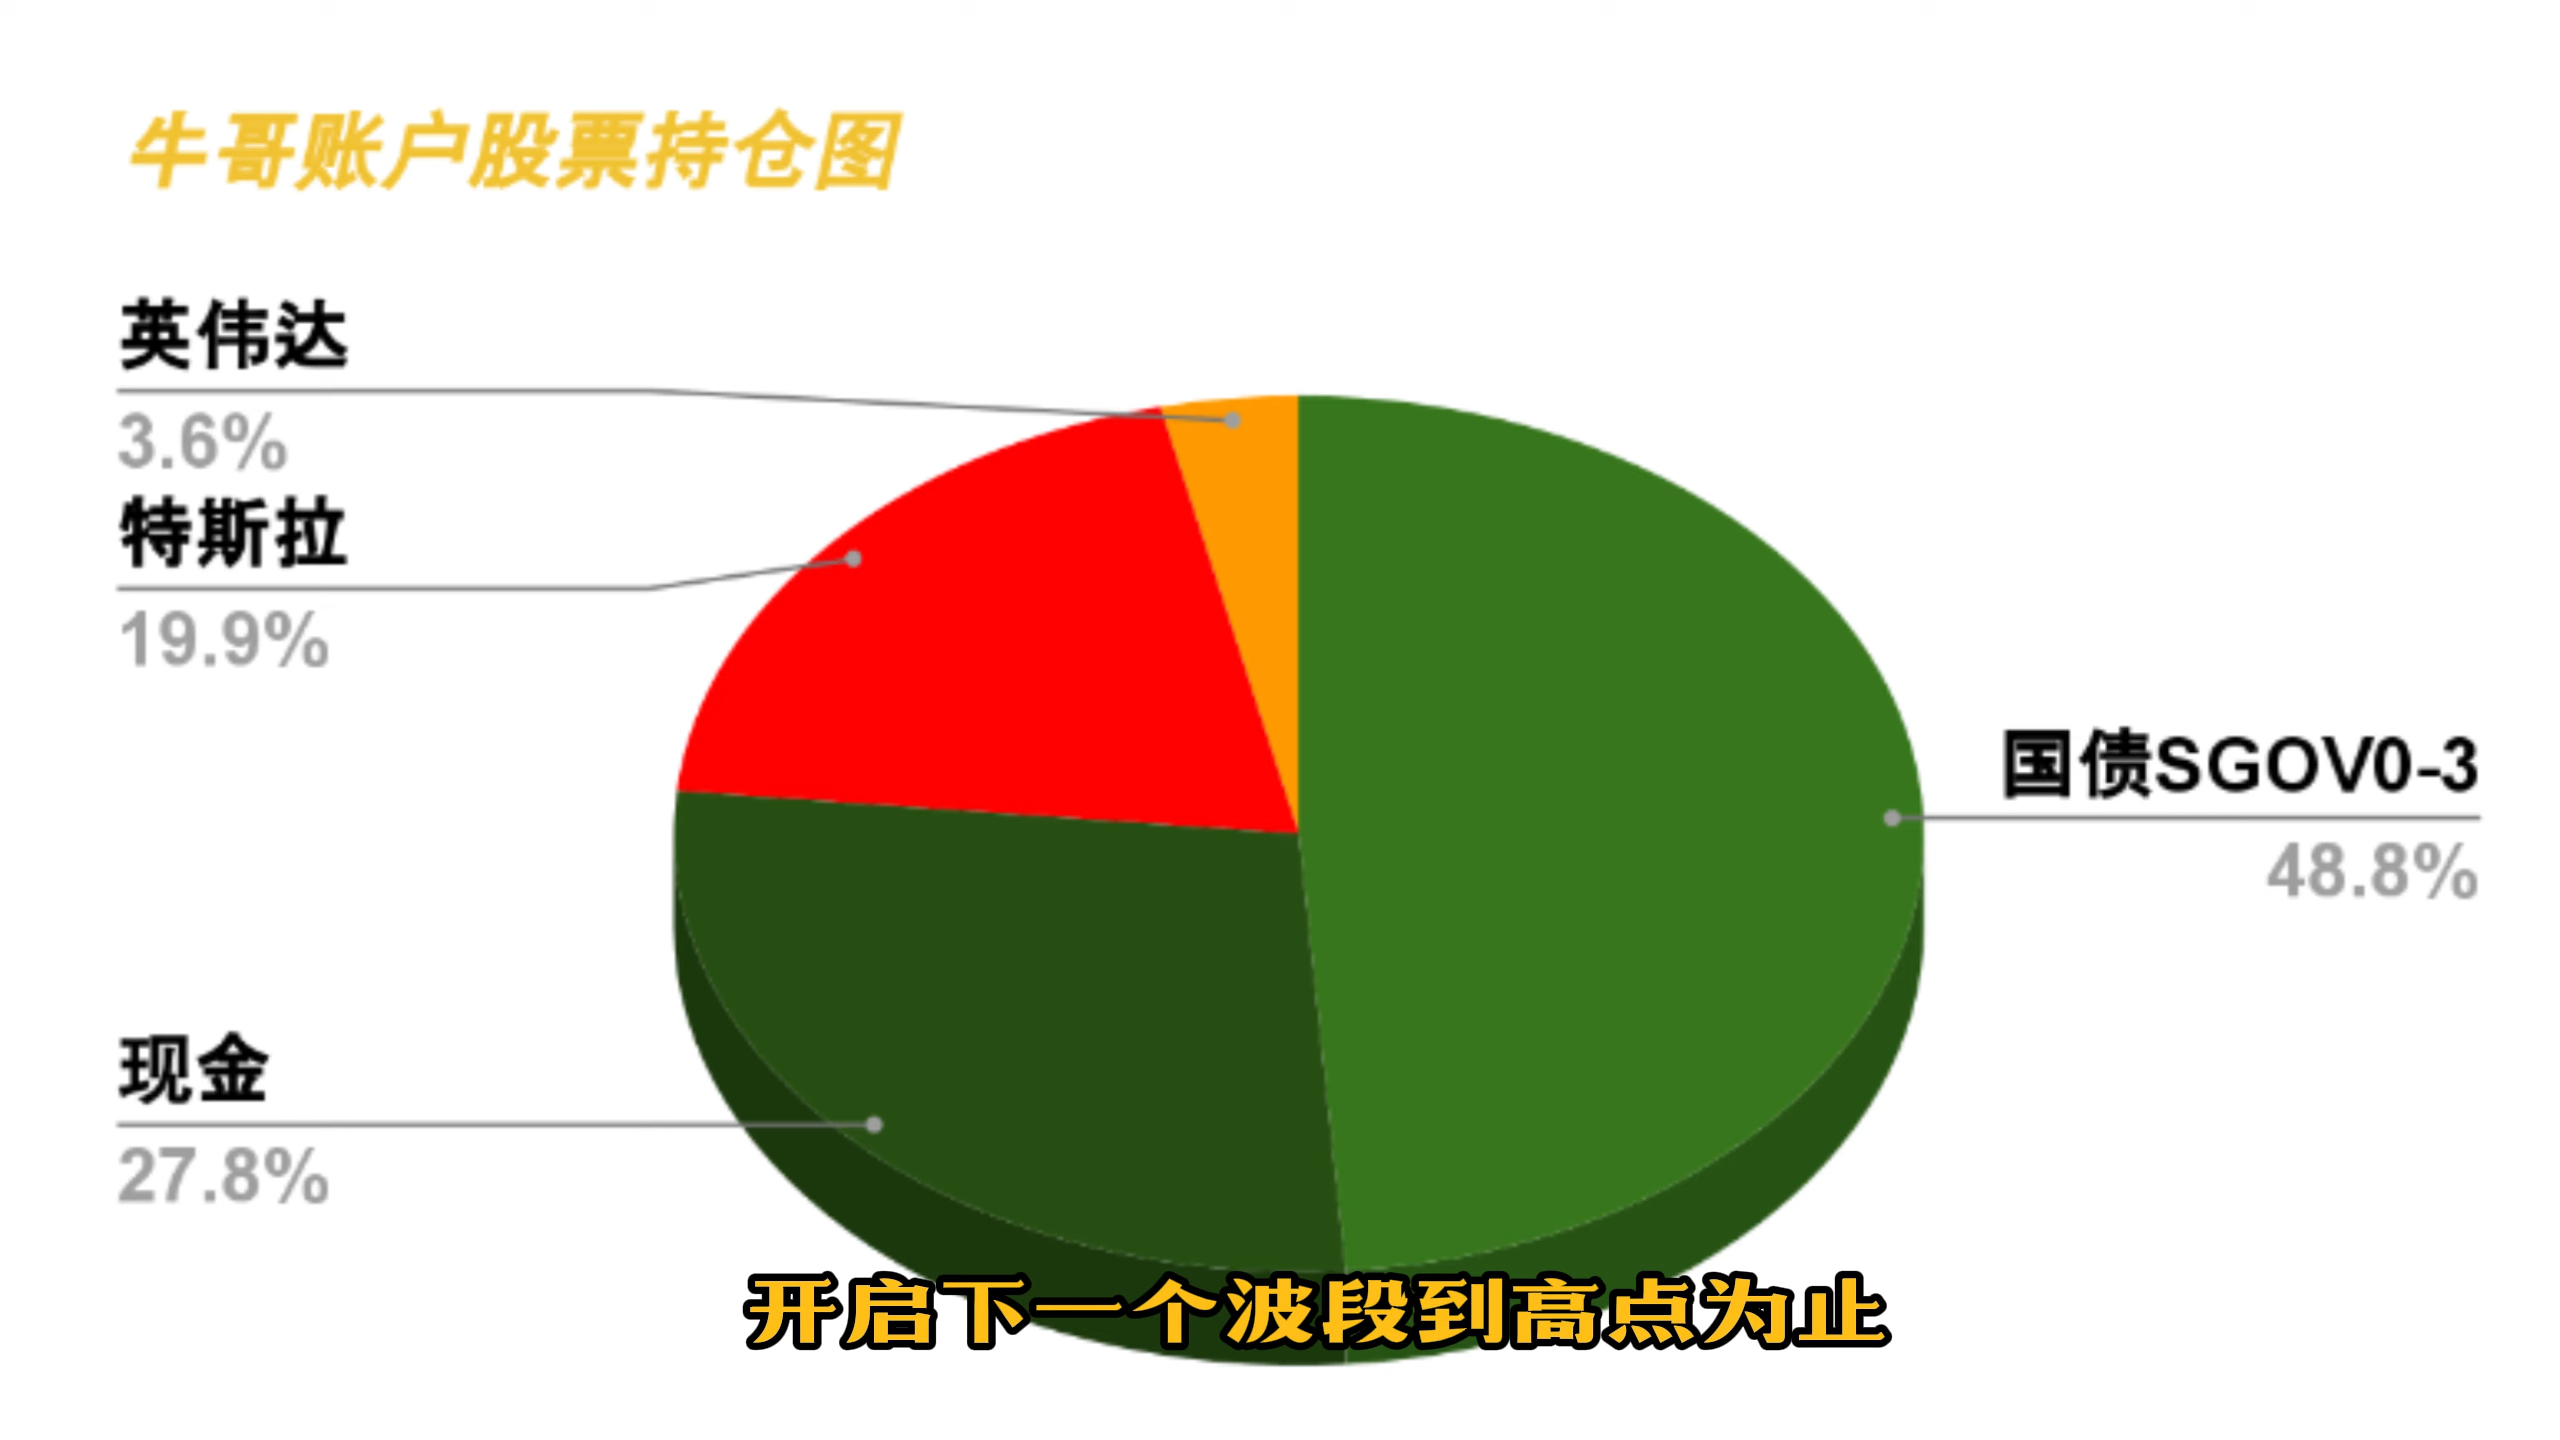 牛哥账户股票持仓图
英伟达
3.6%
特斯拉
19.9%
国债SGOV0-3
48.8%
现金
27.8%
开启下一个波段到高点为止